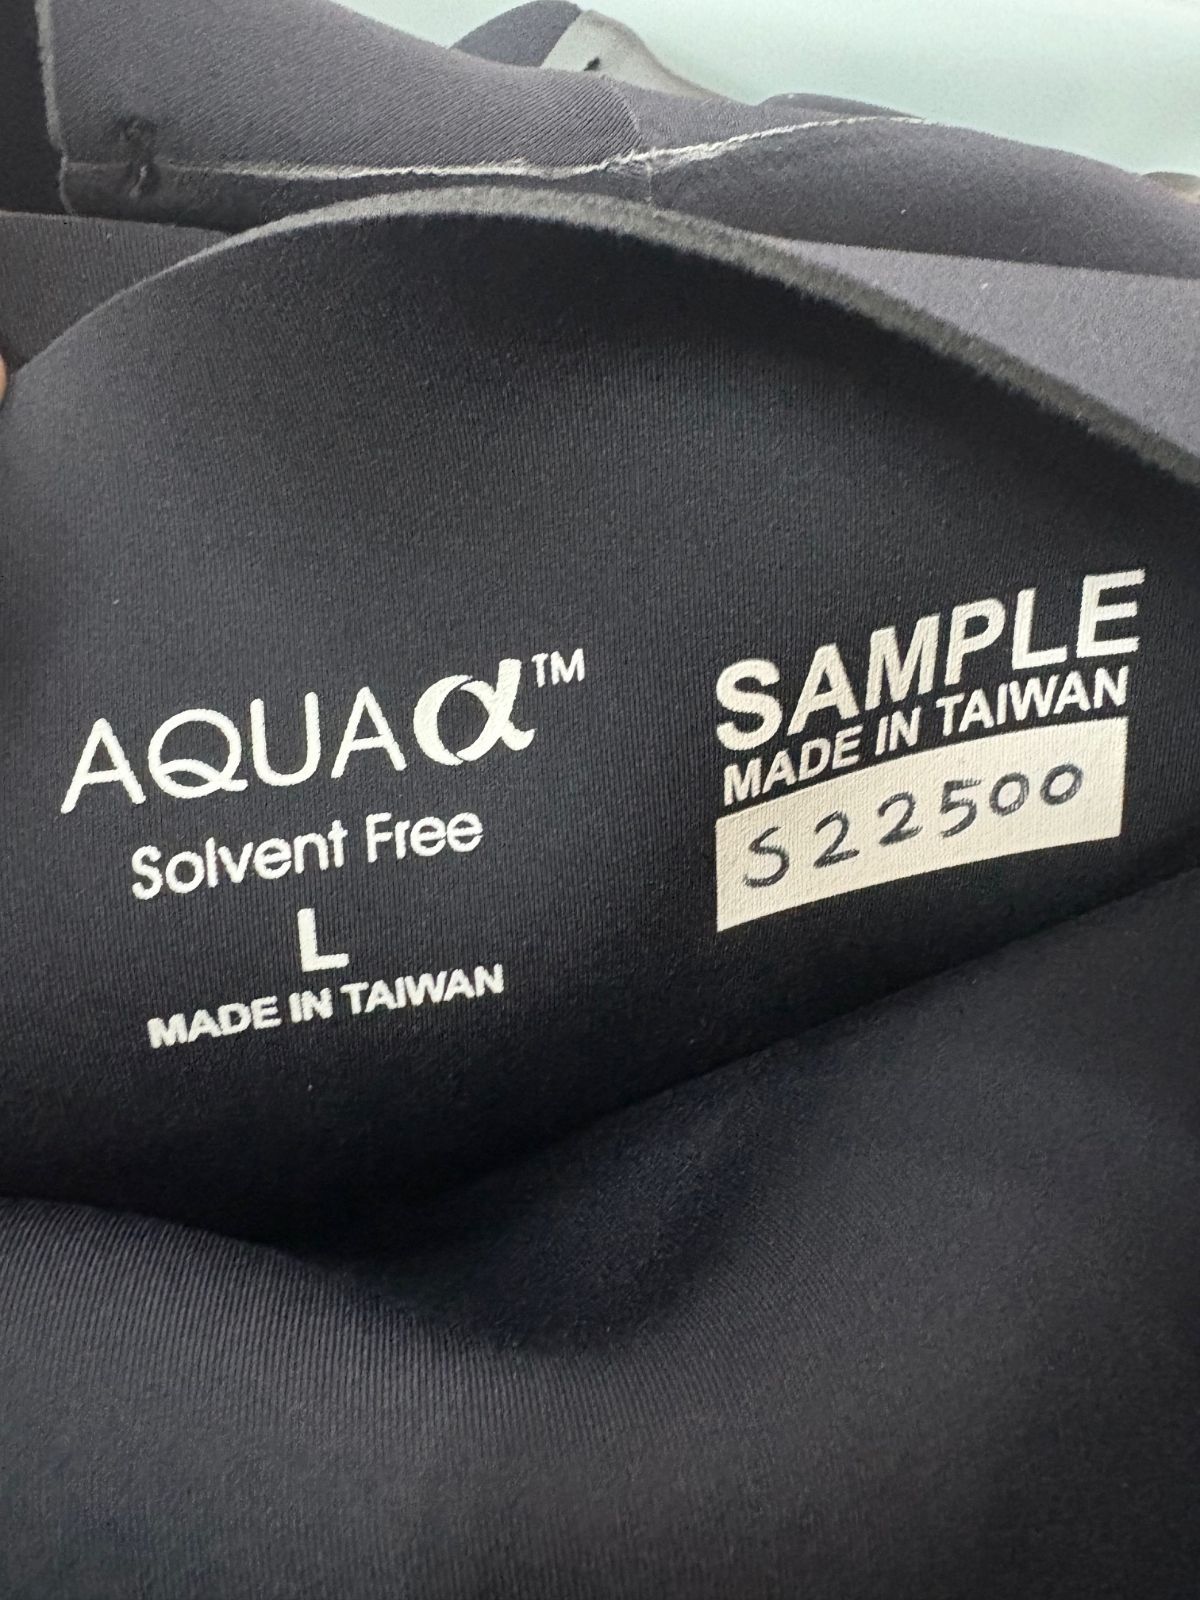 AQUAα™
Solvent Free
L
MADE IN TAIWAN
SAMPLE
MADE IN TAIWAN
S22500